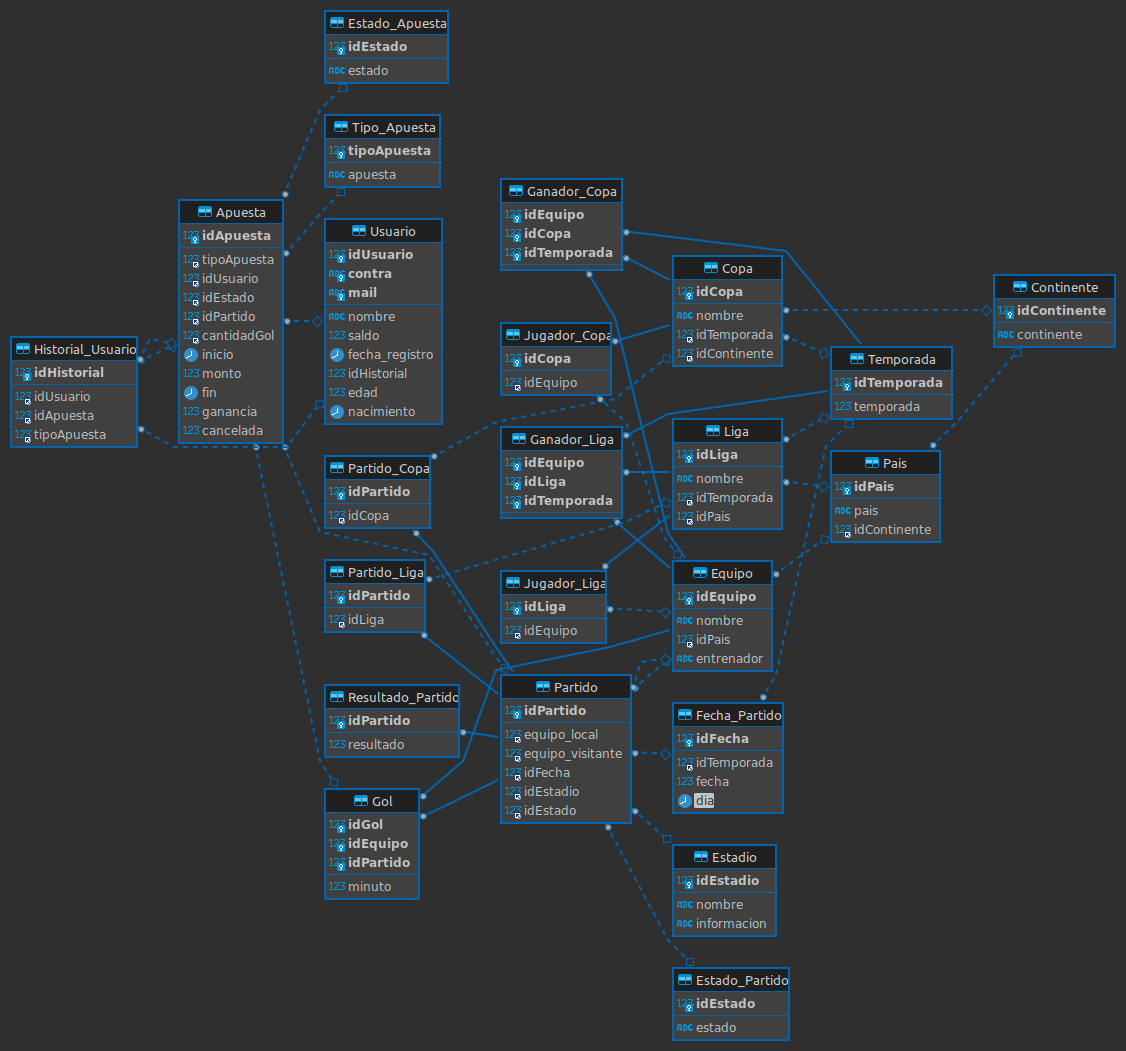 Estado_Apuesta
123 idEstado
ABC estado
Tipo_Apuesta
123 tipoApuesta
ABC apuesta
Apuesta
123 idApuesta
123 tipoApuesta
123 idUsuario
123 idEstado
123 idPartido
123 cantidadGol
inicio
123 monto
fin
123 ganancia
123 cancelada
Usuario
123 idUsuario
ABC contra
ABC mail
ABC nombre
123 saldo
fecha_registro
123 idHistorial
123 edad
nacimiento
Historial_Usuario
123 idHistorial
123 idUsuario
123 idApuesta
123 tipoApuesta
Ganador_Copa
123 idEquipo
123 idCopa
123 idTemporada
Copa
123 idCopa
ABC nombre
123 idTemporada
123 idContinente
Continente
123 idContinente
ABC continente
Jugador_Copa
123 idCopa
123 idEquipo
Temporada
123 idTemporada
123 temporada
Ganador_Liga
123 idEquipo
123 idLiga
123 idTemporada
Liga
123 idLiga
ABC nombre
123 idTemporada
123 idPais
Pais
123 idPais
ABC pais
123 idContinente
Partido_Copa
123 idPartido
123 idCopa
Partido_Liga
123 idPartido
123 idLiga
Jugador_Liga
123 idLiga
123 idEquipo
Equipo
123 idEquipo
ABC nombre
123 idPais
ABC entrenador
Resultado_Partido
123 idPartido
123 resultado
Partido
123 idPartido
123 equipo_local
123 equipo_visitante
123 idFecha
123 idEstadio
123 idEstado
Fecha_Partido
123 idFecha
123 idTemporada
123 fecha
dia
Gol
123 idGol
123 idEquipo
123 idPartido
123 minuto
Estadio
123 idEstadio
ABC nombre
ABC informacion
Estado_Partido
123 idEstado
ABC estado